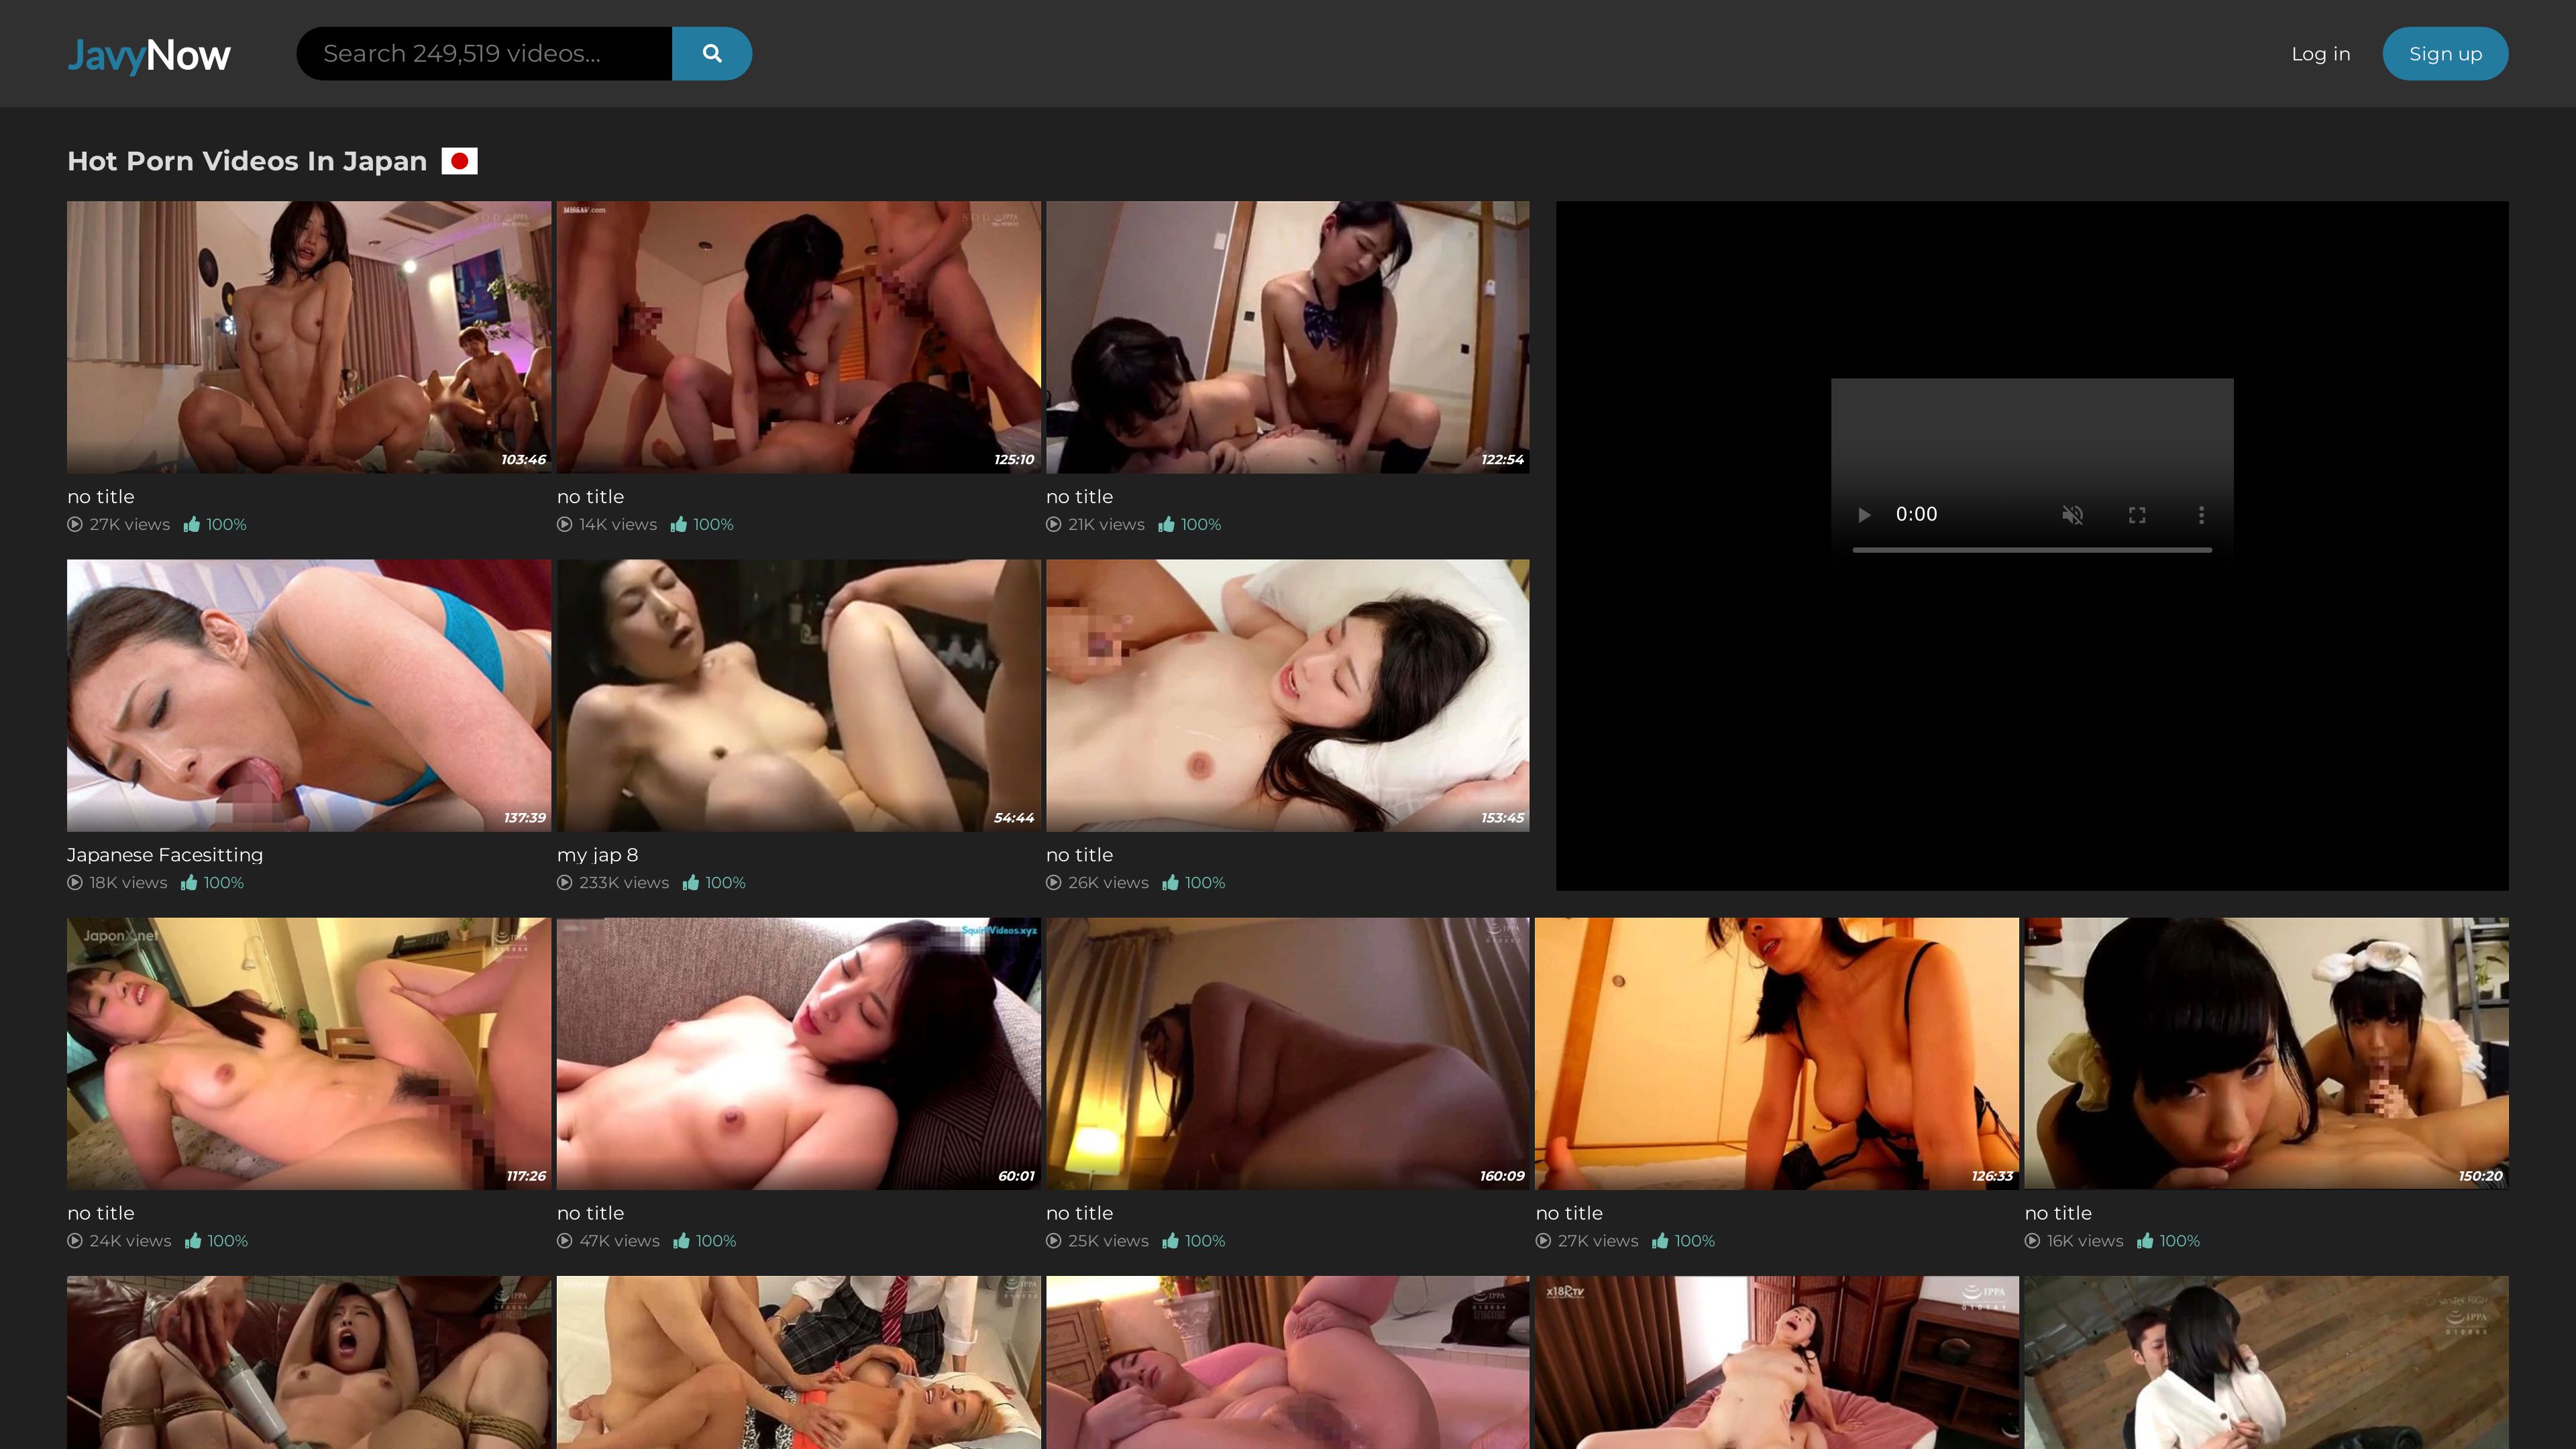 JavyNow
Search 249,519 videos...
Log in
Sign up
Hot Porn Videos In Japan
103:46
125:10
122:54
no title
no title
no title
27K views 100%
14K views 100%
21K views 100%
0:00
137:39
54:44
153:45
Japanese Facesitting
my jap 8
no title
18K views 100%
233K views 100%
26K views 100%
JaponX.net
SquirtVideos.xyz
117:26
60:01
160:09
126:33
150:20
no title
no title
no title
no title
no title
24K views 100%
47K views 100%
25K views 100%
27K views 100%
16K views 100%
IPPA
IPPA
IPPA
x18R.TV
IPPA
IPPA